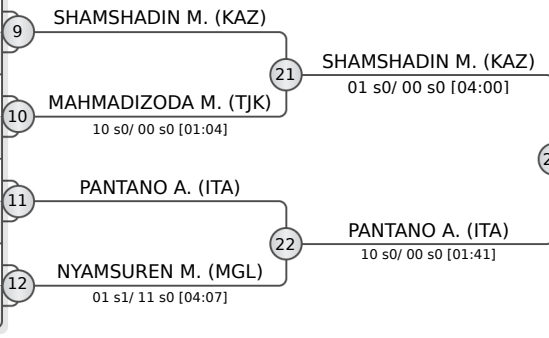 SHAMSHADIN M. (KAZ)
9
21
SHAMSHADIN M. (KAZ)
01 s0/ 00 s0 [04:00]
MAHMADIZODA M. (TJK)
10
10 s0/ 00 s0 [01:04]
PANTANO A. (ITA)
11
22
PANTANO A. (ITA)
10 s0/ 00 s0 [01:41]
NYAMSUREN M. (MGL)
12
01 s1/ 11 s0 [04:07]